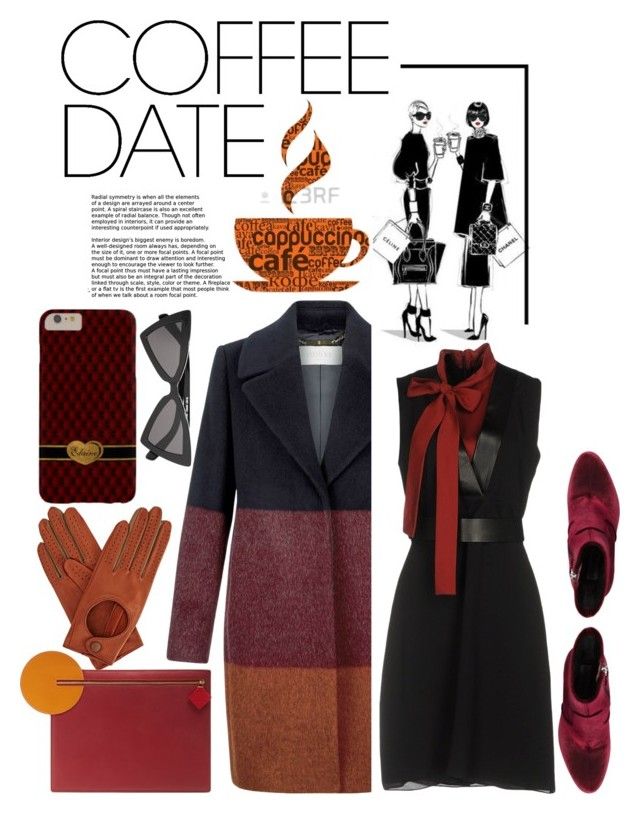 COFFEE
DATE
Radial symmetry is when all the elements
of a design are arrayed around a center
point. A spiral staircase is also an excellent
example of radial balance. Though not often
employed in interiors, it can provide an
interesting counterpoint if used appropriately.
Interior design's biggest enemy is boredom.
A well-designed room always has, depending on
the size of it, one or more focal points. A focal point
must be dominant to draw attention and interesting
enough to encourage the viewer to look further.
A focal point thus must have a lasting impression
but must also be an integral part of the decoration
linked through scale, style, color or theme. A fireplace
or a flat tv is the first example that most people think
of when we talk about a room focal point.
cafe
3RF
coffee
cappuccino
cafe
coffee
кофе
CELINE
CHANEL
Elaine